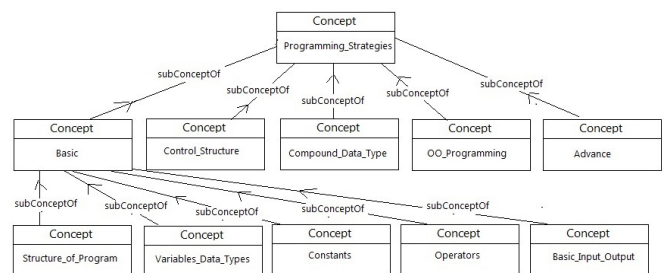 Concept
Programming_Strategies
subConceptOf
subConceptOf
subConceptOf
subConceptOf
subConceptOf
Concept
Basic
Concept
Control_Structure
Concept
Compound_Data_Type
Concept
OO_Programming
Concept
Advance
subConceptOf
subConceptOf
subConceptOf
subConceptOf
subConceptOf
Concept
Structure_of_Program
Concept
Variables_Data_Types
Concept
Constants
Concept
Operators
Concept
Basic_Input_Output